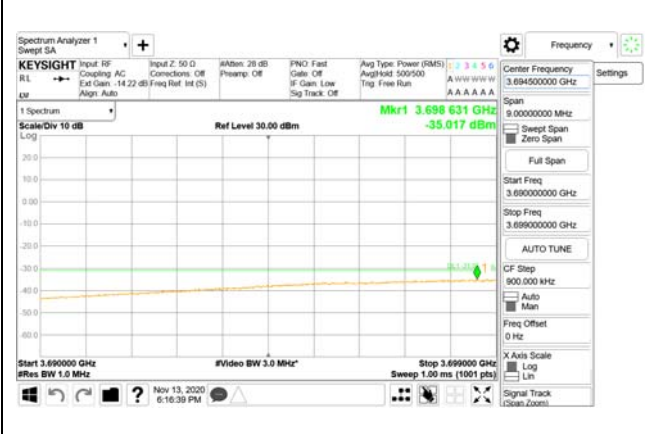 Spectrum Analyzer 1
Swept SA
KEYSIGHT
RL
Input: RF
Coupling: AC
Ext Gain: -14.22 dB
Align: Auto
Input Z: 50 Ω
Corrections: Off
Freq Ref: Int (S)
#Atten: 28 dB
Preamp: Off
PNO: Fast
Gate: Off
IF Gain: Low
Sig Track: Off
Avg Type: Power (RMS)
Avg|Hold: 500/500
Trig: Free Run
1 2 3 4 5 6
A W W W W W
A A A A A A
1 Spectrum
Scale/Div 10 dB
Log
Ref Level 30.00 dBm
Mkr1 3.698 631 GHz
-35.017 dBm
20.0
10.0
0.00
-10.0
-20.0
-30.0
-40.0
-50.0
-60.0
Start 3.690000 GHz
#Res BW 1.0 MHz
#Video BW 3.0 MHz*
Stop 3.699000 GHz
Sweep 1.00 ms (1001 pts)
Nov 13, 2020
6:16:39 PM
Frequency
Settings
Center Frequency
3.694500000 GHz
Span
9.00000000 MHz
Swept Span
Zero Span
Full Span
Start Freq
3.690000000 GHz
Stop Freq
3.699000000 GHz
AUTO TUNE
CF Step
900.000 kHz
Auto
Man
Freq Offset
0 Hz
X Axis Scale
Log
Lin
Signal Track
(Span Zoom)